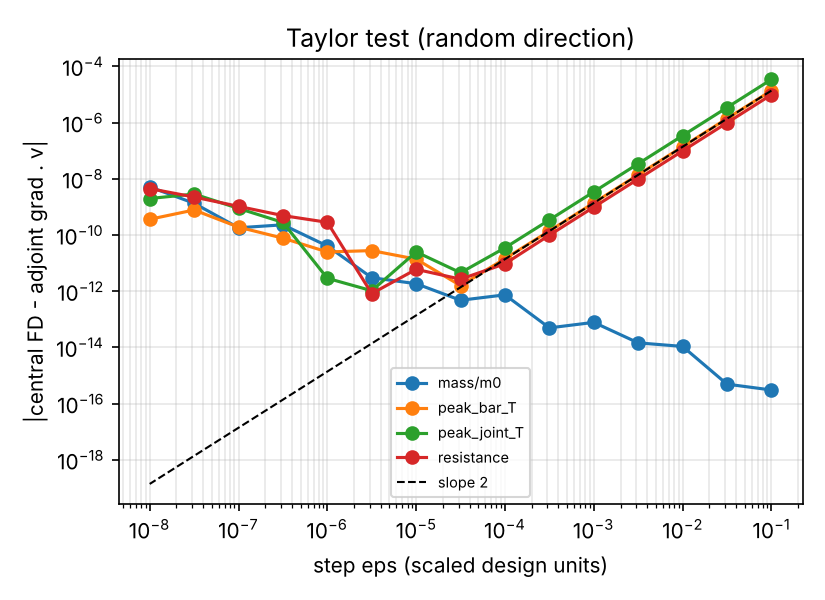 Taylor test (random direction)
|central FD - adjoint grad . v|
10⁻⁴
10⁻⁶
10⁻⁸
10⁻¹⁰
10⁻¹²
10⁻¹⁴
10⁻¹⁶
10⁻¹⁸
mass/m0
peak_bar_T
peak_joint_T
resistance
slope 2
10⁻⁸ 10⁻⁷ 10⁻⁶ 10⁻⁵ 10⁻⁴ 10⁻³ 10⁻² 10⁻¹
step eps (scaled design units)